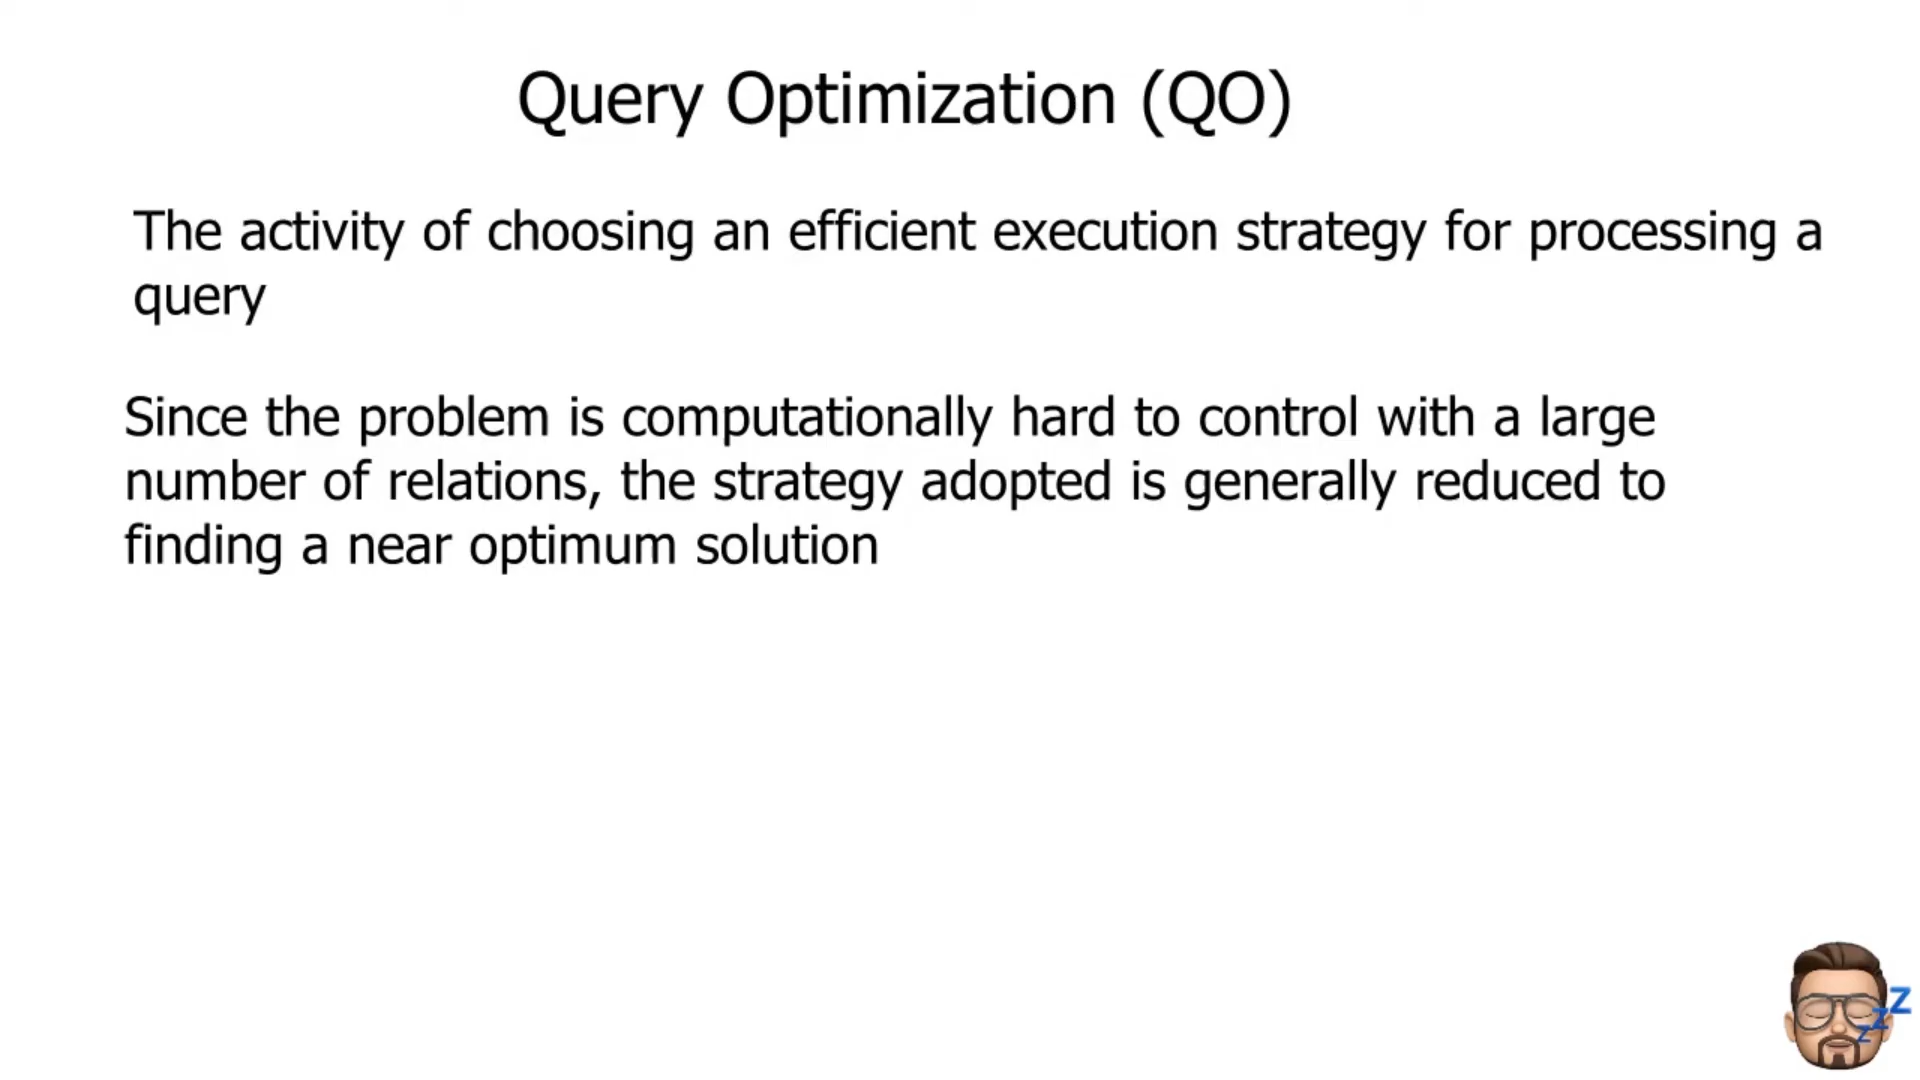 Query Optimization (QO)
The activity of choosing an efficient execution strategy for processing a
query
Since the problem is computationally hard to control with a large
number of relations, the strategy adopted is generally reduced to
finding a near optimum solution
zzZ